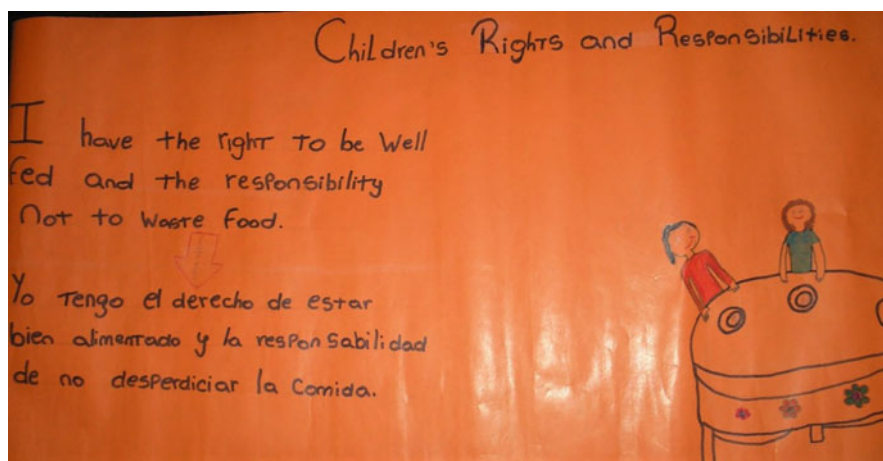 Children's Rights and Responsibilities.
I have the right to be well
fed and the responsibility
not to waste food.
Yo tengo el derecho de estar
bien alimentado y la responsabilidad
de no desperdiciar la comida.